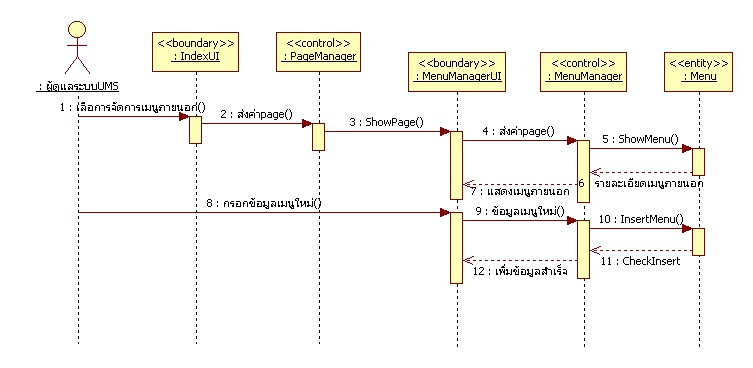 <<boundary>>
: IndexUI
<<control>>
: PageManager
<<boundary>>
: MenuManagerUI
<<control>>
: MenuManager
<<entity>>
: Menu
: ผู้ดูแลระบบUMS
1 : เลือการจัดการเมนูภายนอก()
2 : ส่งค่าpage()
3 : ShowPage()
4 : ส่งค่าpage()
5 : ShowMenu()
6 : รายละเอียดเมนูภายนอก
7 : แสดงเมนูภายนอก
8 : กรอกข้อมูลเมนูใหม่()
9 : ข้อมูลเมนูใหม่()
10 : InsertMenu()
11 : CheckInsert
12 : เพิ่มข้อมูลสำเร็จ